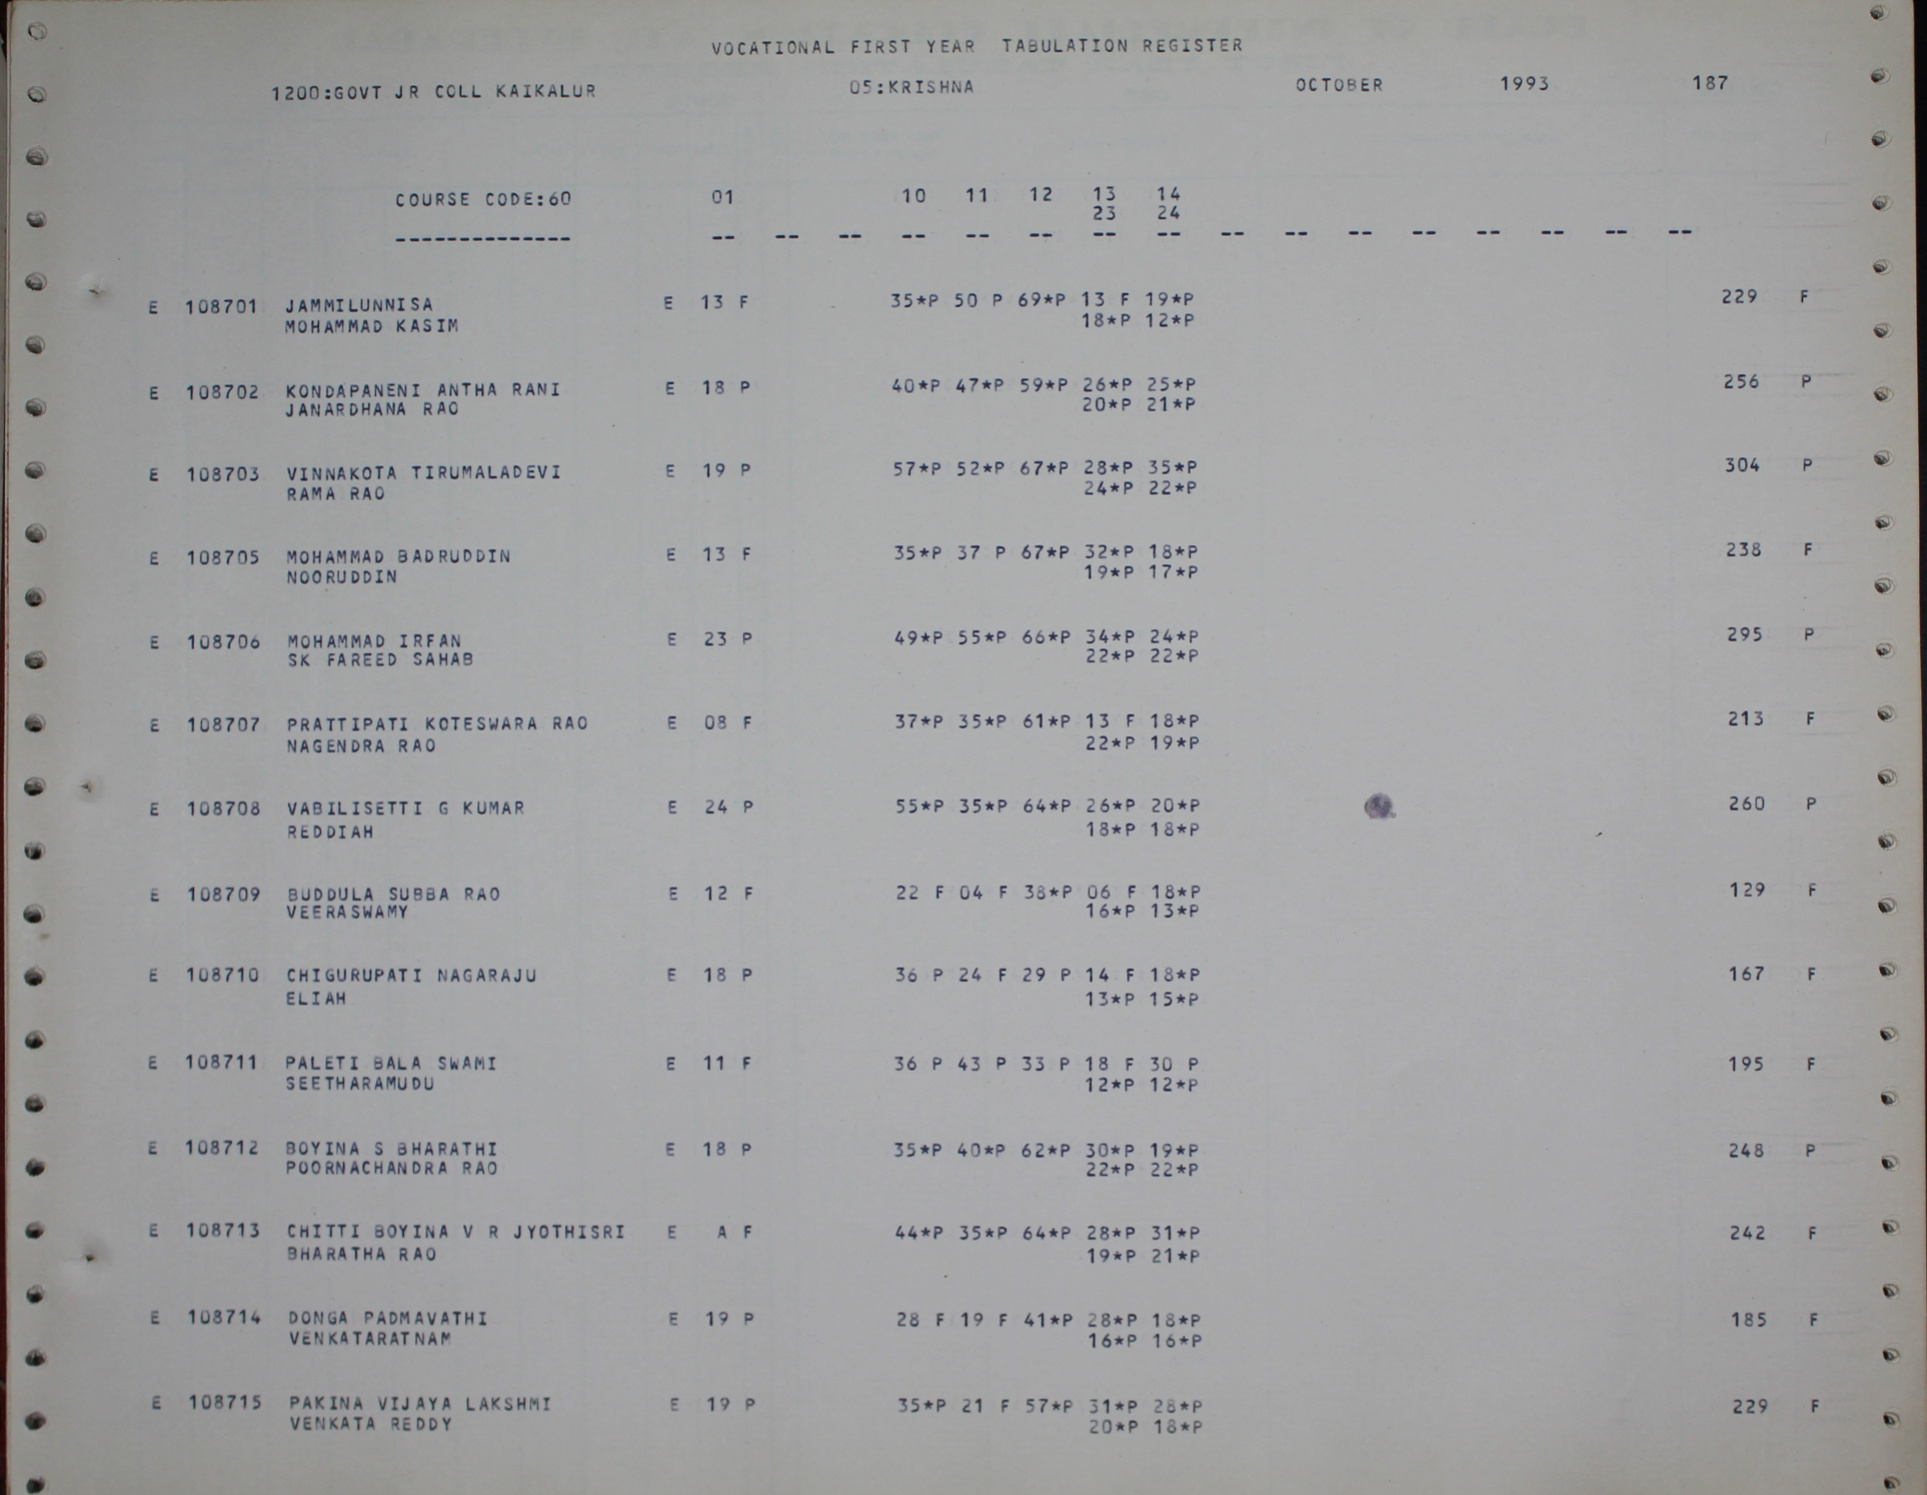 VOCATIONAL FIRST YEAR TABULATION REGISTER
1200:GOVT JR COLL KAIKALUR 05:KRISHNA OCTOBER 1993 187
COURSE CODE:60 01 10 11 12 13 14
23 24
-------------- -- -- -- -- -- -- -- -- -- -- -- -- -- -- -- --
E 108701 JAMMILUNNISA E 13 F 35*P 50 P 69*P 13 F 19*P 229 F
MOHAMMAD KASIM 18*P 12*P
E 108702 KONDAPANENI ANTHA RANI E 18 P 40*P 47*P 59*P 26*P 25*P 256 P
JANARDHANA RAO 20*P 21*P
E 108703 VINNAKOTA TIRUMALADEVI E 19 P 57*P 52*P 67*P 28*P 35*P 304 P
RAMA RAO 24*P 22*P
E 108705 MOHAMMAD BADRUDDIN E 13 F 35*P 37 P 67*P 32*P 18*P 238 F
NOORUDDIN 19*P 17*P
E 108706 MOHAMMAD IRFAN E 23 P 49*P 55*P 66*P 34*P 24*P 295 P
SK FAREED SAHAB 22*P 22*P
E 108707 PRATTIPATI KOTESWARA RAO E 08 F 37*P 35*P 61*P 13 F 18*P 213 F
NAGENDRA RAO 22*P 19*P
E 108708 VABILISETTI G KUMAR E 24 P 55*P 35*P 64*P 26*P 20*P 260 P
REDDIAH 18*P 18*P
E 108709 BUDDULA SUBBA RAO E 12 F 22 F 04 F 38*P 06 F 18*P 129 F
VEERASWAMY 16*P 13*P
E 108710 CHIGURUPATI NAGARAJU E 18 P 36 P 24 F 29 P 14 F 18*P 167 F
ELIAH 13*P 15*P
E 108711 PALETI BALA SWAMI E 11 F 36 P 43 P 33 P 18 F 30 P 195 F
SEETHARAMUDU 12*P 12*P
E 108712 BOYINA S BHARATHI E 18 P 35*P 40*P 62*P 30*P 19*P 248 P
POORNACHANDRA RAO 22*P 22*P
E 108713 CHITTI BOYINA V R JYOTHISRI E A F 44*P 35*P 64*P 28*P 31*P 242 F
BHARATHA RAO 19*P 21*P
E 108714 DONGA PADMAVATHI E 19 P 28 F 19 F 41*P 28*P 18*P 185 F
VENKATARATNAM 16*P 16*P
E 108715 PAKINA VIJAYA LAKSHMI E 19 P 35*P 21 F 57*P 31*P 28*P 229 F
VENKATA REDDY 20*P 18*P